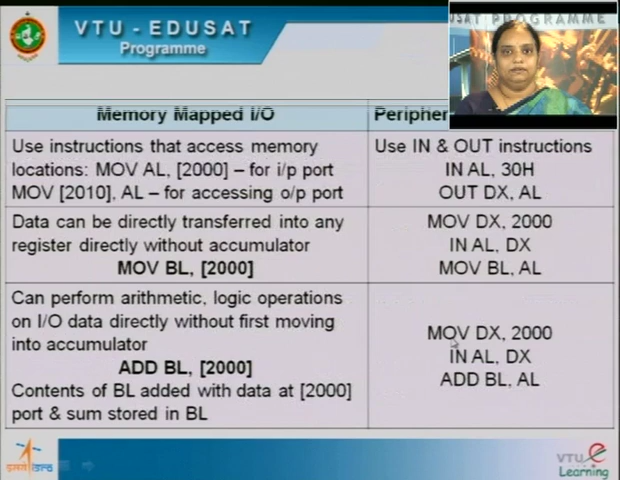 VTU - EDUSAT
Programme
USAT PROGRAMME
Memory Mapped I/O
Use instructions that access memory
locations: MOV AL, [2000] – for i/p port
MOV [2010], AL – for accessing o/p port
Use IN & OUT instructions
IN AL, 30H
OUT DX, AL
Data can be directly transferred into any
register directly without accumulator
MOV BL, [2000]
MOV DX, 2000
IN AL, DX
MOV BL, AL
Can perform arithmetic, logic operations
on I/O data directly without first moving
into accumulator
ADD BL, [2000]
Contents of BL added with data at [2000]
port & sum stored in BL
MOV DX, 2000
IN AL, DX
ADD BL, AL
VTU e
Learning